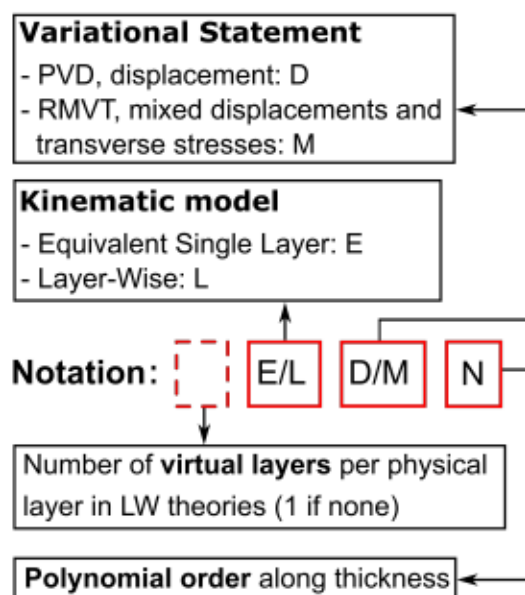 Variational Statement
- PVD, displacement: D
- RMVT, mixed displacements and
transverse stresses: M
Kinematic model
- Equivalent Single Layer: E
- Layer-Wise: L
Notation: E/L D/M N
Number of virtual layers per physical
layer in LW theories (1 if none)
Polynomial order along thickness